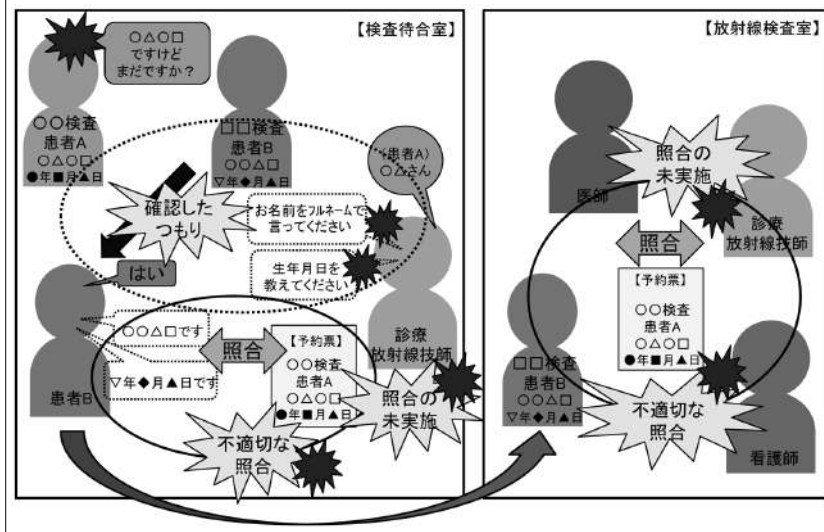 【検査待合室】
○△○□
ですけど
まだですか？
○○検査
患者A
○△○□
●年■月▲日
□□検査
患者B
○○△□
▽年◆月▲日
（患者A）
○△さん
確認した
つもり
お名前をフルネームで
言ってください
生年月日を
教えてください
はい
患者B
○○△□です
▽年◆月▲日です
照合
【予約票】
○○検査
患者A
○△○□
●年■月▲日
診療
放射線技師
照合の
未実施
不適切な
照合
【放射線検査室】
医師
照合の
未実施
診療
放射線技師
照合
【予約票】
○○検査
患者A
○△○□
●年■月▲日
□□検査
患者B
○○△□
▽年◆月▲日
不適切な
照合
看護師